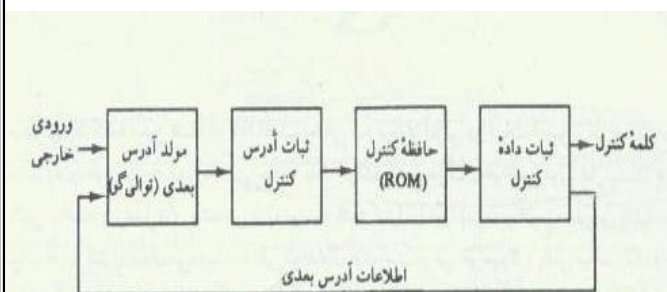 ورودی
خارجی
مولد آدرس
بعدی (توالی‌گو)
ثبات آدرس
کنترل
حافظهٔ کنترل
(ROM)
ثبات دادهٔ
کنترل
کلمهٔ کنترل
اطلاعات آدرس بعدی